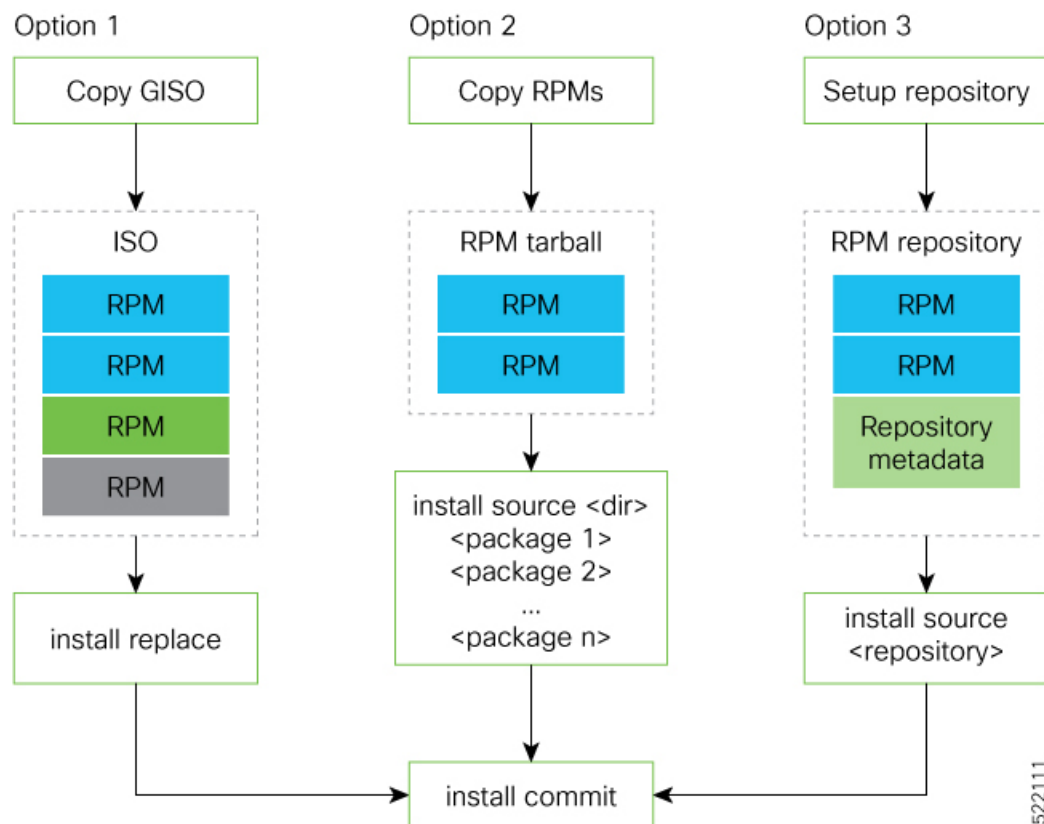 Option 1
Copy GISO
ISO
RPM
RPM
RPM
RPM
install replace
Option 2
Copy RPMs
RPM tarball
RPM
RPM
install source <dir>
<package 1>
<package 2>
...
<package n>
Option 3
Setup repository
RPM repository
RPM
RPM
Repository
metadata
install source
<repository>
install commit
522111